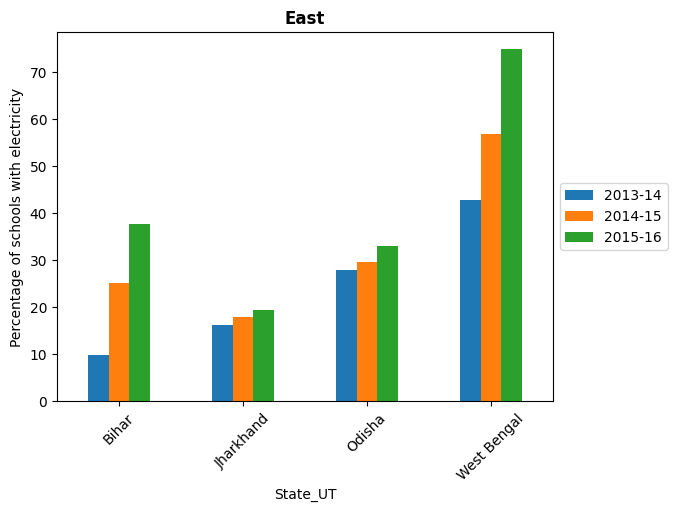 East
Percentage of schools with electricity
70
60
50
40
30
20
10
0
Bihar
Jharkhand
Odisha
West Bengal
State_UT
2013-14
2014-15
2015-16